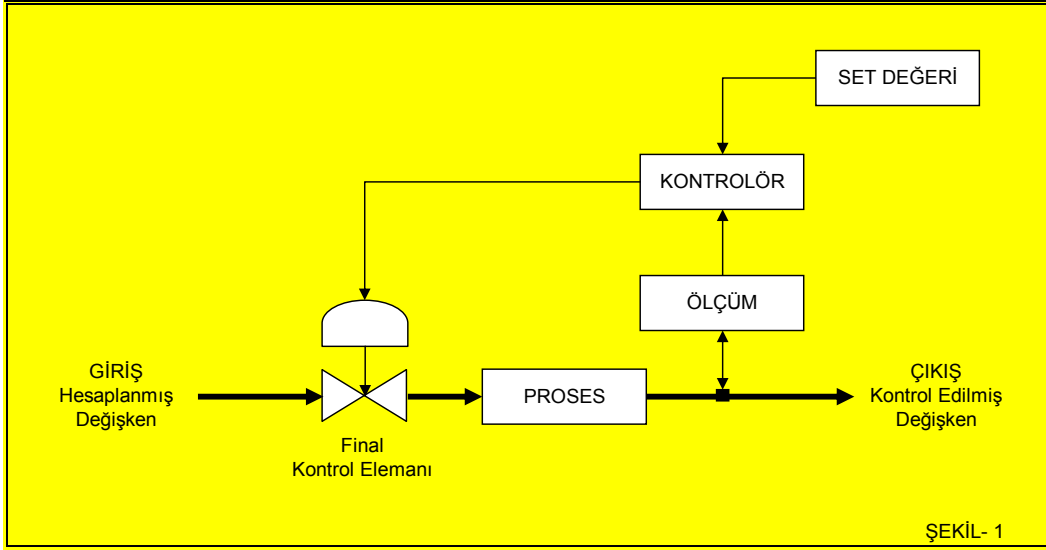 SET DEĞERİ
KONTROLÖR
ÖLÇÜM
GİRİŞ
Hesaplanmış
Değişken
PROSES
ÇIKIŞ
Kontrol Edilmiş
Değişken
Final
Kontrol Elemanı
ŞEKİL- 1